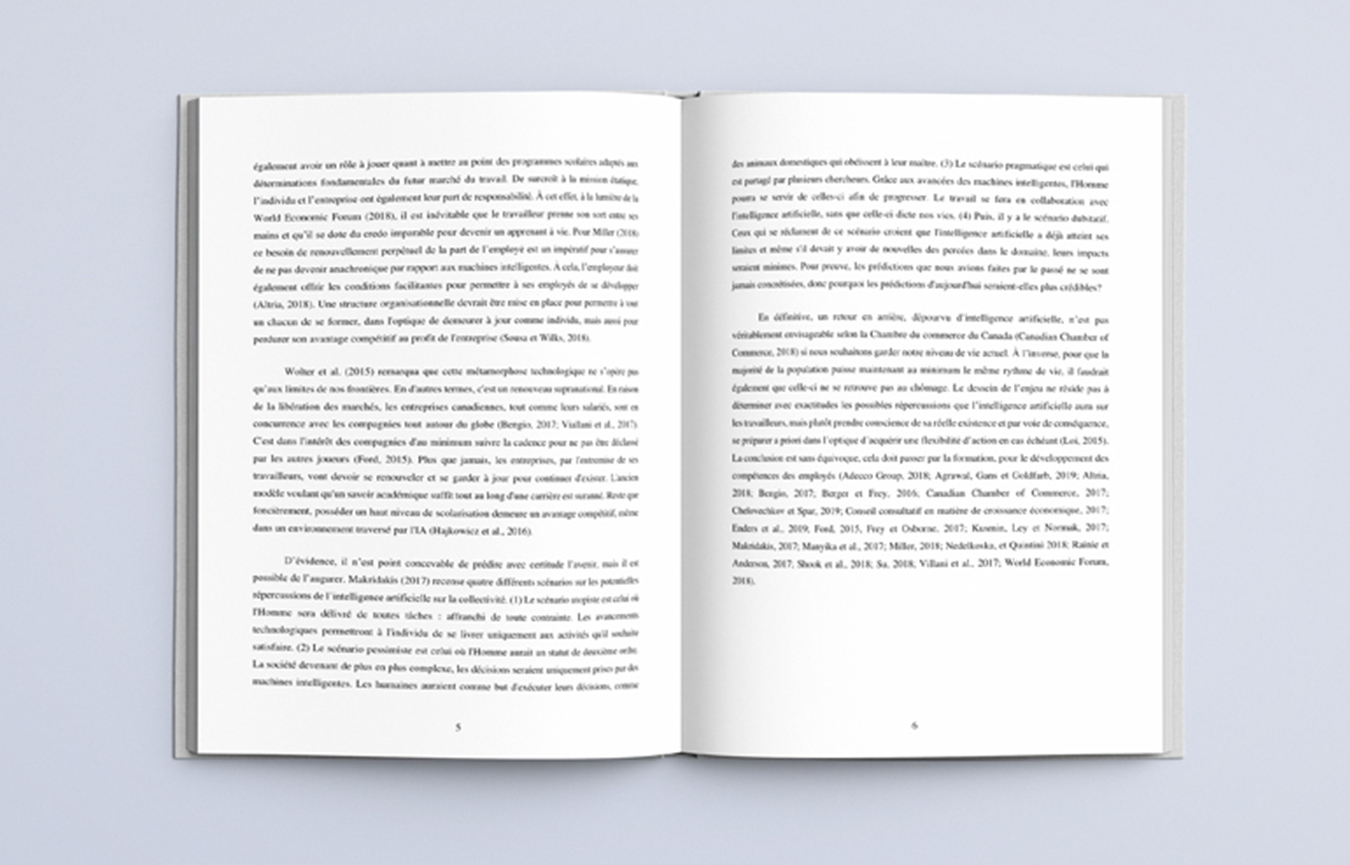 également avoir un rôle à jouer quant à mettre au point des programmes scolaires adaptés aux
déterminations fondamentales du futur marché du travail. De surcroît à la mission étatique,
l'individu et l'entreprise ont également leur part de responsabilité. À cet effet, à la lumière de la
World Economic Forum (2018), il est inévitable que le travailleur prenne son sort entre ses
mains et qu'il se dote du credo imparable pour devenir un apprenant à vie. Pour Miller (2018)
ce besoin de renouvellement perpétuel de la part de l'employé est un impératif pour s'assurer
de ne pas devenir anachronique par rapport aux machines intelligentes. À cela, l'employeur doit
également offrir les conditions facilitantes pour permettre à ses employés de se développer
(Altria, 2018). Une structure organisationnelle devrait être mise en place pour permettre à tout
un chacun de se former, dans l'optique de demeurer à jour comme individu, mais aussi pour
perdurer son avantage compétitif au profit de l'entreprise (Sousa et Wilks, 2018).
Wolter et al. (2015) remarqua que cette métamorphose technologique ne s'opère pas
qu'aux limites de nos frontières. En d'autres termes, c'est un renouveau supranational. En raison
de la libération des marchés, les entreprises canadiennes, tout comme leurs salariés, sont en
concurrence avec les compagnies tout autour du globe (Bengio, 2017; Villani et al., 2017).
C'est dans l'intérêt des compagnies d'au minimum suivre la cadence pour ne pas être déclassé
par les autres joueurs (Ford, 2015). Plus que jamais, les entreprises, par l'entremise de ses
travailleurs, vont devoir se renouveler et se garder à jour pour continuer d'exister. L'ancien
modèle voulant qu'un savoir académique suffit tout au long d'une carrière est suranné. Reste que
foncièrement, posséder un haut niveau de scolarisation demeure un avantage compétitif, même
dans un environnement traversé par l'IA (Hajkowicz et al., 2016).
D'évidence, il n'est point concevable de prédire avec certitude l'avenir, mais il est
possible de l'augurer. Makridakis (2017) recense quatre différents scénarios sur les potentielles
répercussions de l'intelligence artificielle sur la collectivité. (1) Le scénario utopiste est celui où
l'Homme sera délivré de toutes tâches : affranchi de toute contrainte. Les avancements
technologiques permettront à l'individu de se livrer uniquement aux activités qu'il souhaite
satisfaire. (2) Le scénario pessimiste est celui où l'Homme aurait un statut de deuxième ordre.
La société devenant de plus en plus complexe, les décisions seraient uniquement prises par des
machines intelligentes. Les humaines auraient comme but d'exécuter leurs décisions, comme
5
des animaux domestiques qui obéissent à leur maître. (3) Le scénario pragmatique est celui qui
est partagé par plusieurs chercheurs. Grâce aux avancées des machines intelligentes, l'Homme
pourra se servir de celles-ci afin de progresser. Le travail se fera en collaboration avec
l'intelligence artificielle, sans que celle-ci dicte nos vies. (4) Puis, il y a le scénario dubitatif.
Ceux qui se réclament de ce scénario croient que l'intelligence artificielle a déjà atteint ses
limites et même s'il devait y avoir de nouvelles des percées dans le domaine, leurs impacts
seraient minimes. Pour preuve, les prédictions que nous avions faites par le passé ne se sont
jamais concrétisées, donc pourquoi les prédictions d'aujourd'hui seraient-elles plus crédibles?
En définitive, un retour en arrière, dépourvu d'intelligence artificielle, n'est pas
véritablement envisageable selon la Chambre du commerce du Canada (Canadian Chamber of
Commerce, 2018) si nous souhaitons garder notre niveau de vie actuel. À l'inverse, pour que la
majorité de la population puisse maintenant au minimum le même rythme de vie, il faudrait
également que celle-ci ne se retrouve pas au chômage. Le dessein de l'enjeu ne réside pas à
déterminer avec exactitudes les possibles répercussions que l'intelligence artificielle aura sur
les travailleurs, mais plutôt prendre conscience de sa réelle existence et par voie de conséquence,
se préparer a priori dans l'optique d'acquérir une flexibilité d'action en cas échéant (Loi, 2015).
La conclusion est sans équivoque, cela doit passer par la formation, pour le développement des
compétences des employés (Adecco Group, 2018; Agrawal, Gans et Goldfarb, 2019; Altria,
2018; Bengio, 2017; Berger et Frey, 2016; Canadian Chamber of Commerce, 2017;
Chelovechkov et Spar, 2019; Conseil consultatif en matière de croissance économique, 2017;
Enders et al., 2019; Ford, 2015, Frey et Osborne, 2017; Kusmin, Ley et Normak, 2017;
Makridakis, 2017; Manyika et al., 2017; Miller, 2018; Nedelkoska, et Quintini 2018; Rainie et
Anderson, 2017; Shook et al., 2018; Su, 2018; Villani et al., 2017; World Economic Forum,
2018).
6